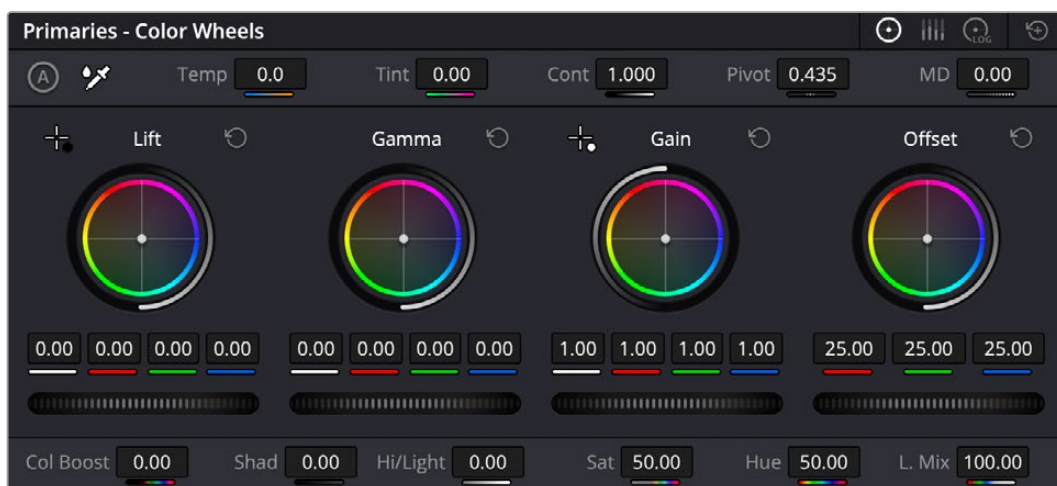 Primaries - Color Wheels
LOG
A Temp 0.0 Tint 0.00 Cont 1.000 Pivot 0.435 MD 0.00
Lift Gamma Gain Offset
0.00 0.00 0.00 0.00 0.00 0.00 0.00 0.00 1.00 1.00 1.00 1.00 25.00 25.00 25.00
Col Boost 0.00 Shad 0.00 Hi/Light 0.00 Sat 50.00 Hue 50.00 L. Mix 100.00